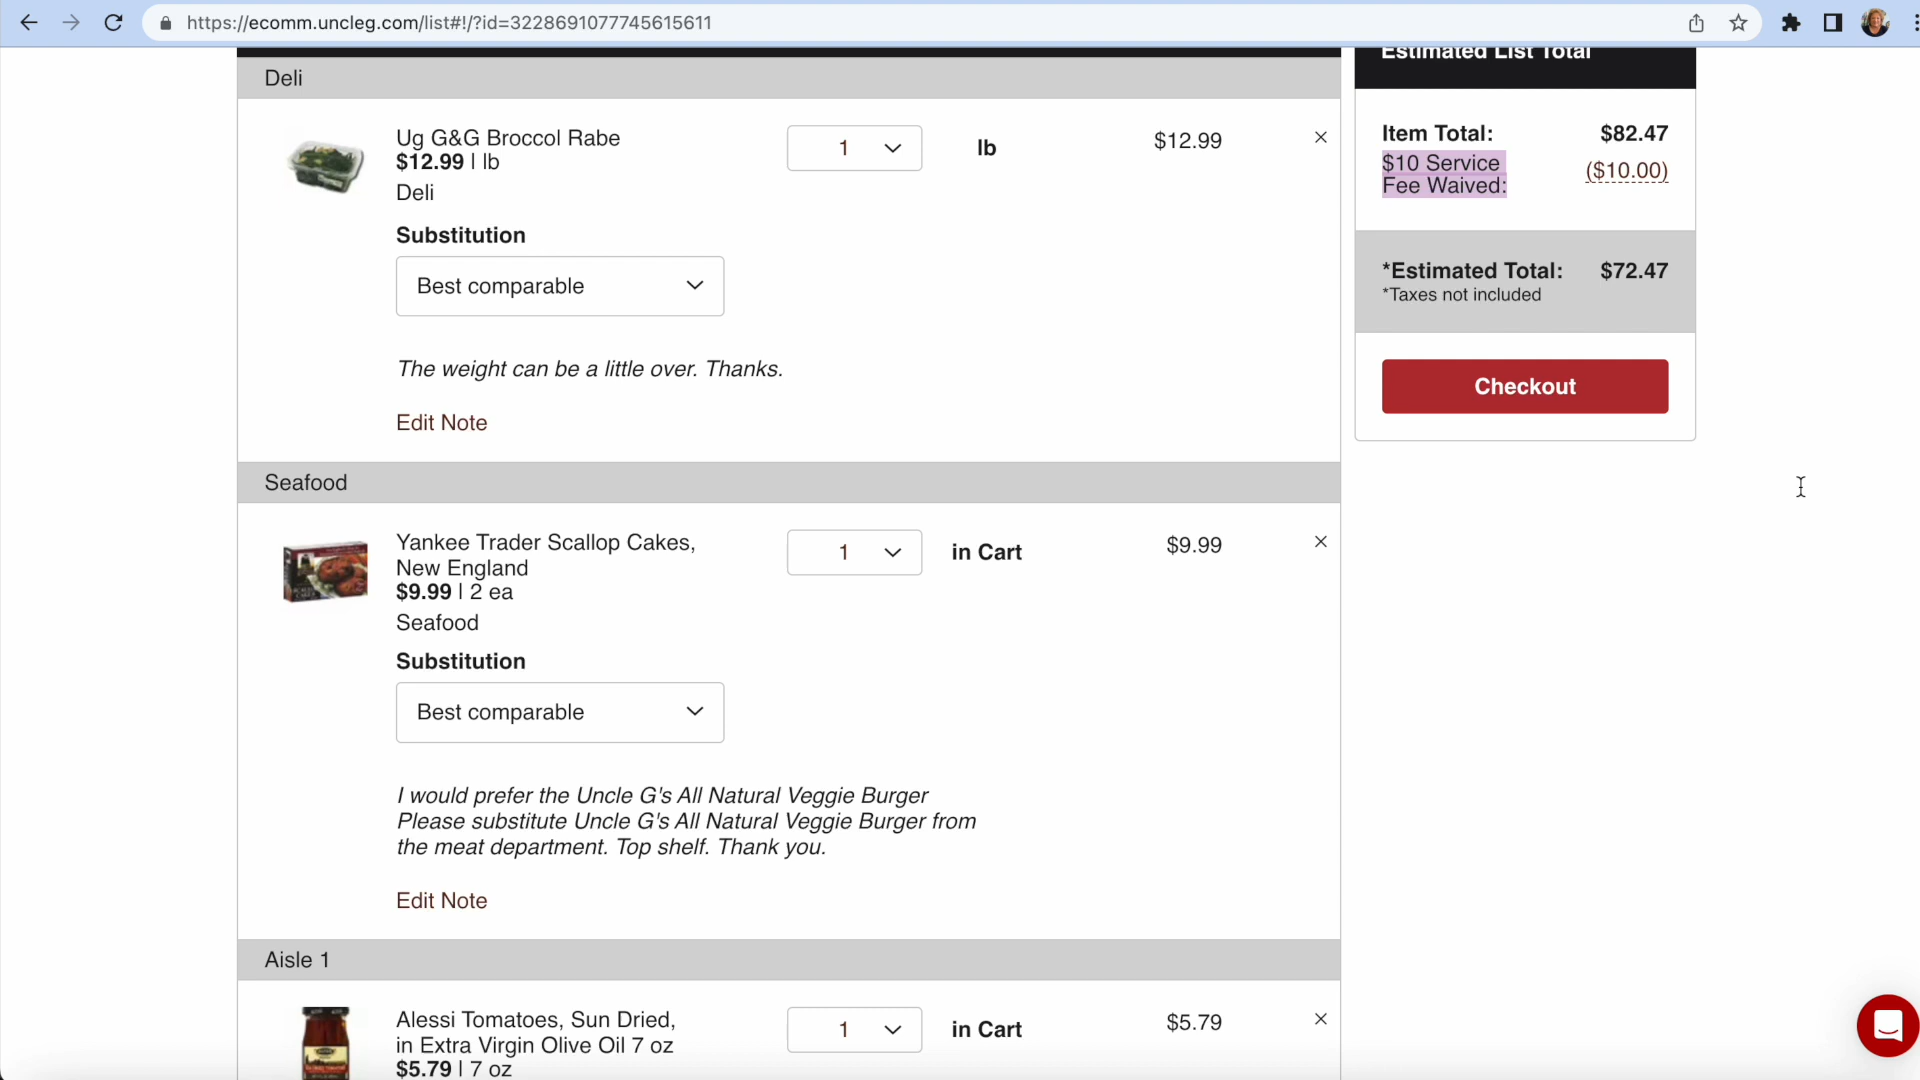 https://ecomm.uncleg.com/list#!/?id=3228691077745615611
Deli
Ug G&G Broccol Rabe
$12.99 | lb
Deli
1
lb
$12.99
×
Substitution
Best comparable
The weight can be a little over. Thanks.
Edit Note
Seafood
Yankee Trader Scallop Cakes,
New England
$9.99 | 2 ea
Seafood
1
in Cart
$9.99
×
Substitution
Best comparable
I would prefer the Uncle G's All Natural Veggie Burger
Please substitute Uncle G's All Natural Veggie Burger from
the meat department. Top shelf. Thank you.
Edit Note
Aisle 1
Alessi Tomatoes, Sun Dried,
in Extra Virgin Olive Oil 7 oz
$5.79 | 7 oz
1
in Cart
$5.79
×
Estimated List Total
Item Total: $82.47
$10 Service
Fee Waived:
($10.00)
*Estimated Total: $72.47
*Taxes not included
Checkout